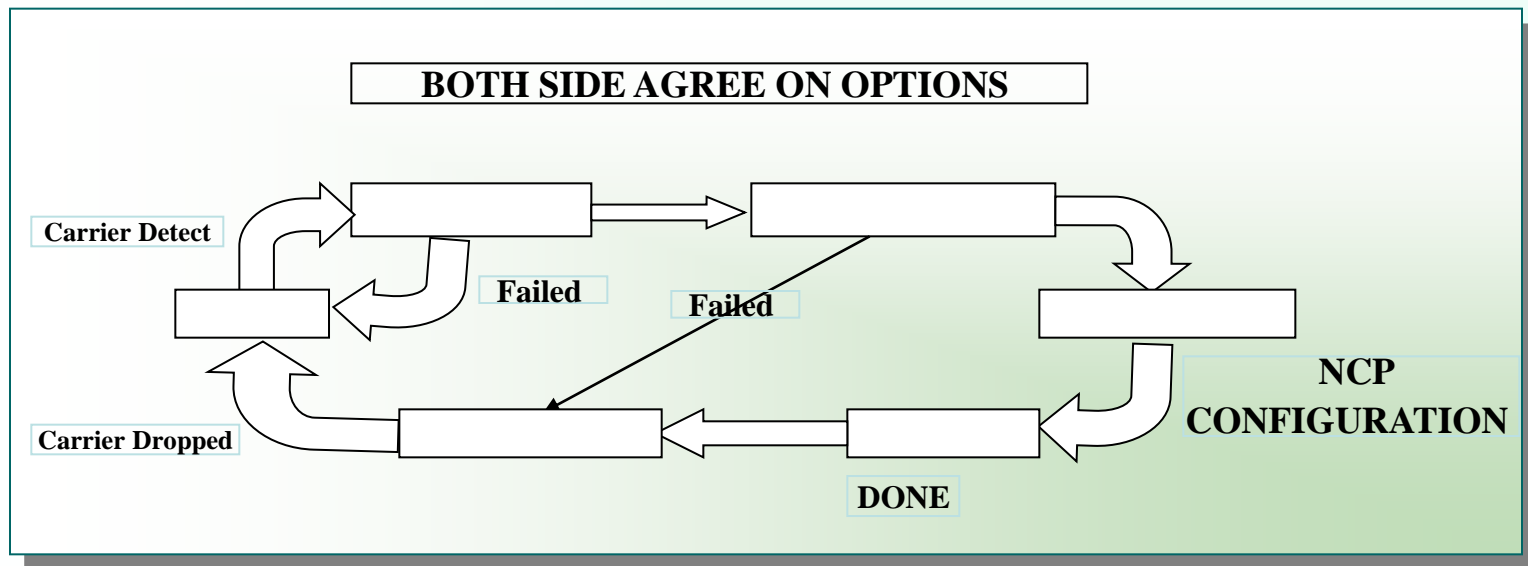 BOTH SIDE AGREE ON OPTIONS
Carrier Detect
Failed
Failed
NCP
CONFIGURATION
Carrier Dropped
DONE